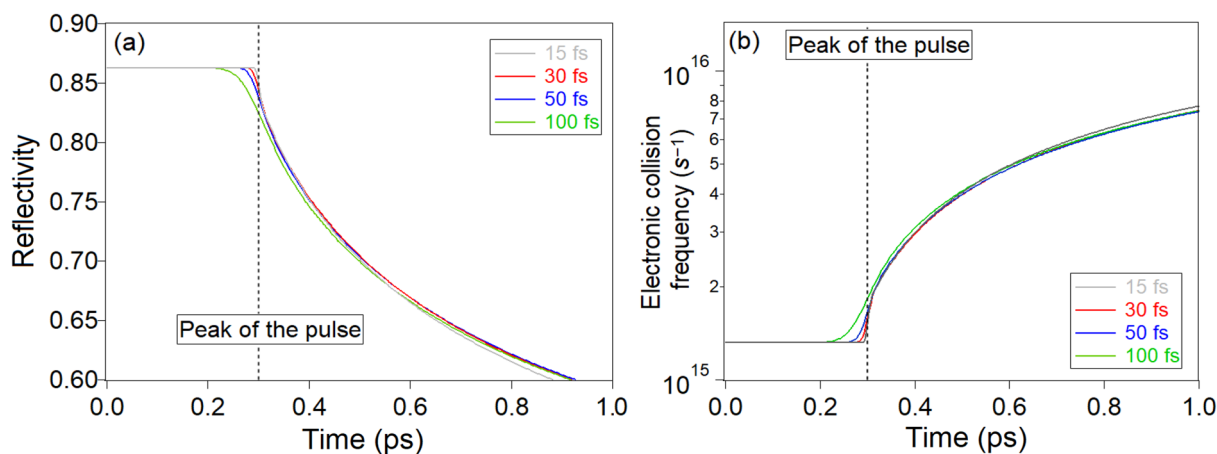 (a)
0.90
0.85
0.80
0.75
0.70
0.65
0.60
Reflectivity
15 fs
30 fs
50 fs
100 fs
Peak of the pulse
0.0
0.2
0.4
0.6
0.8
1.0
Time (ps)
(b)
Peak of the pulse
10¹⁶
8
7
6
5
4
3
2
10¹⁵
Electronic collision
frequency (s⁻¹)
15 fs
30 fs
50 fs
100 fs
0.0
0.2
0.4
0.6
0.8
1.0
Time (ps)